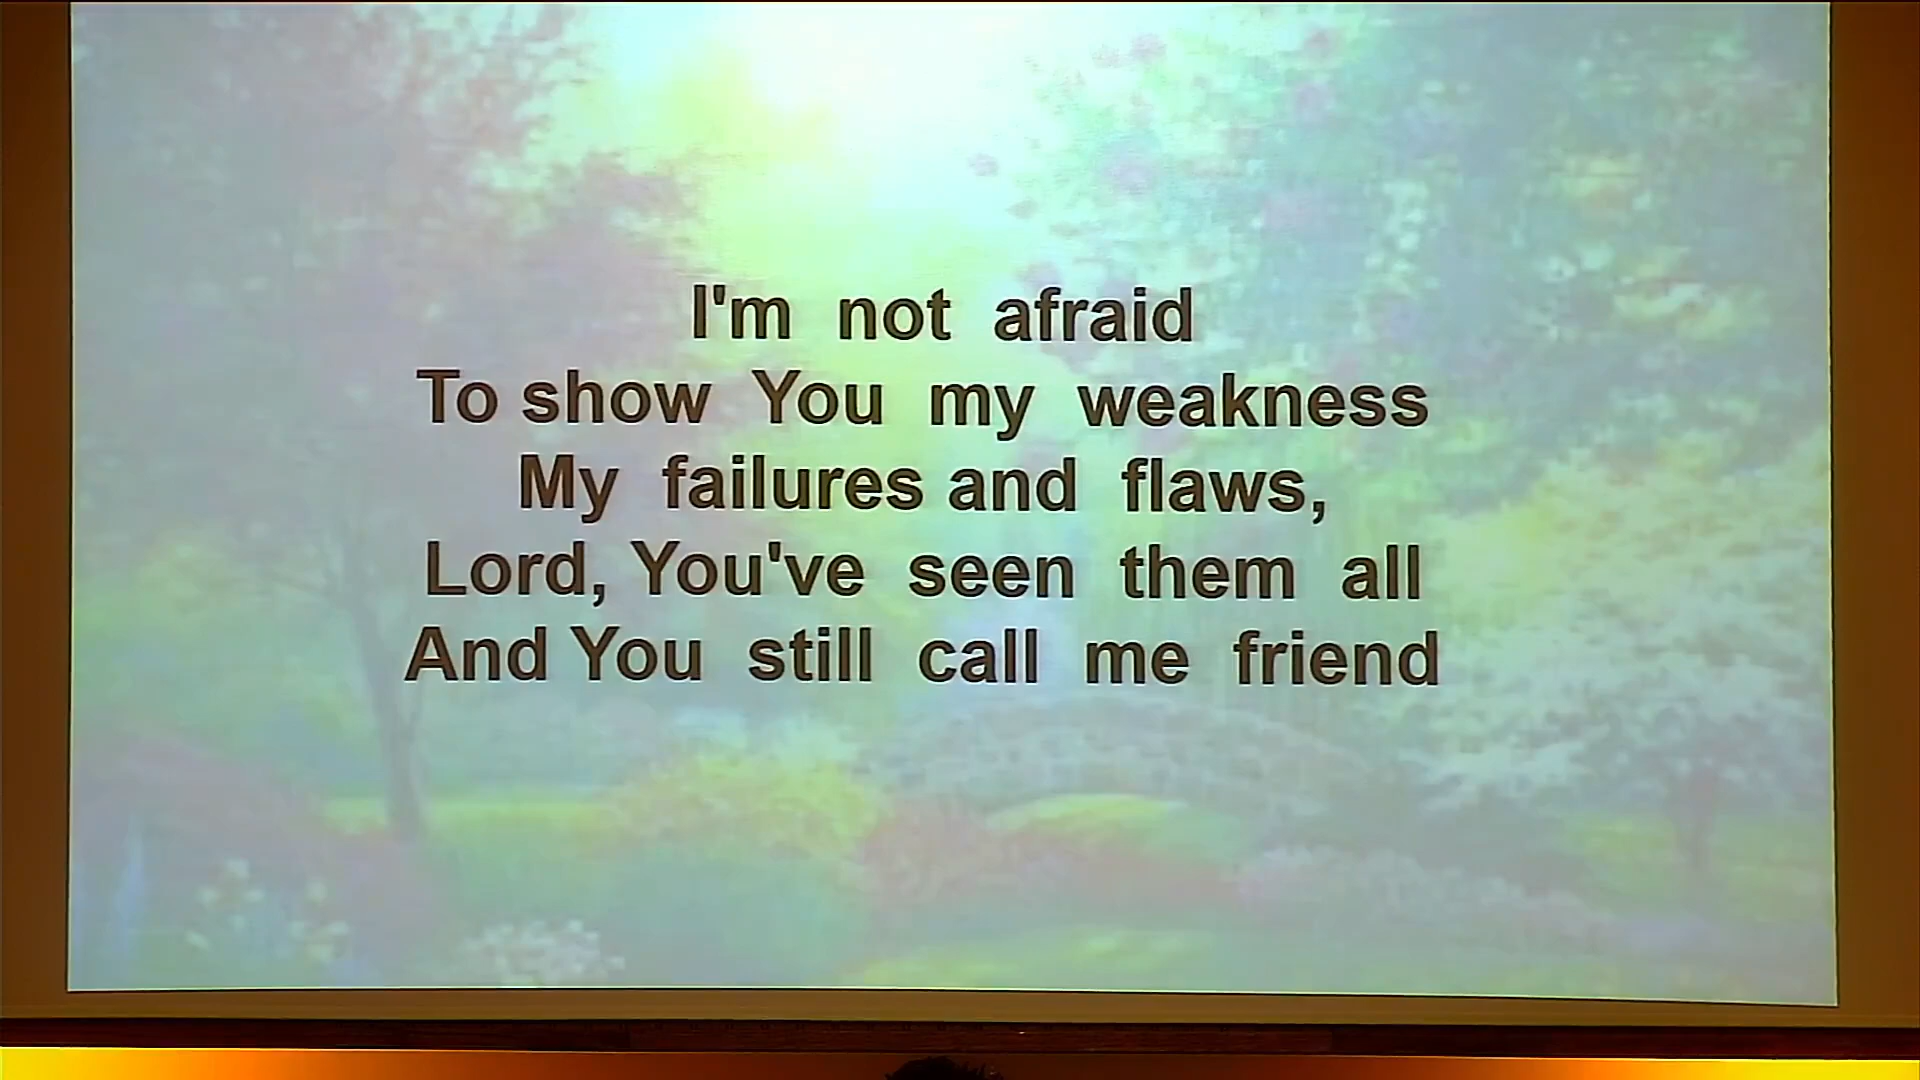 I'm not afraid
To show You my weakness
My failures and flaws,
Lord, You've seen them all
And You still call me friend